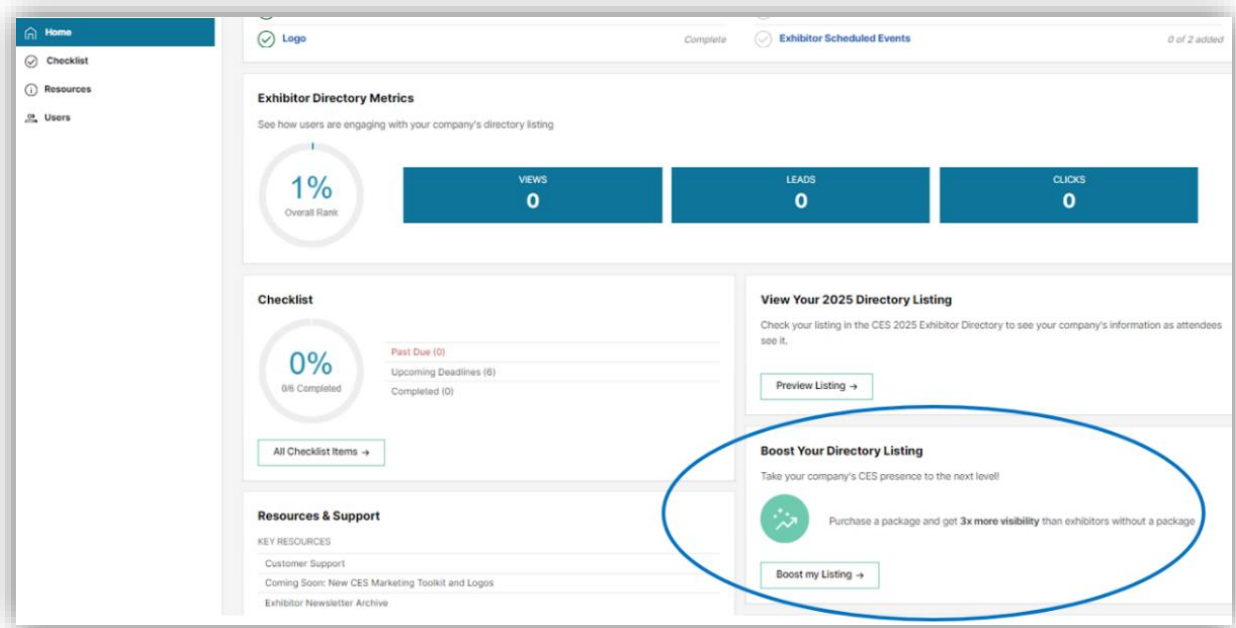 Home
Checklist
Resources
Users
Logo
Complete
Exhibitor Scheduled Events
0 of 2 added
Exhibitor Directory Metrics
See how users are engaging with your company's directory listing
1%
Overall Rank
VIEWS
0
LEADS
0
CLICKS
0
Checklist
0%
0/6 Completed
Past Due (0)
Upcoming Deadlines (6)
Completed (0)
All Checklist Items →
View Your 2025 Directory Listing
Check your listing in the CES 2025 Exhibitor Directory to see your company's information as attendees
see it.
Preview Listing →
Boost Your Directory Listing
Take your company's CES presence to the next level!
Purchase a package and get 3x more visibility than exhibitors without a package
Boost my Listing →
Resources & Support
KEY RESOURCES
Customer Support
Coming Soon: New CES Marketing Toolkit and Logos
Exhibitor Newsletter Archive